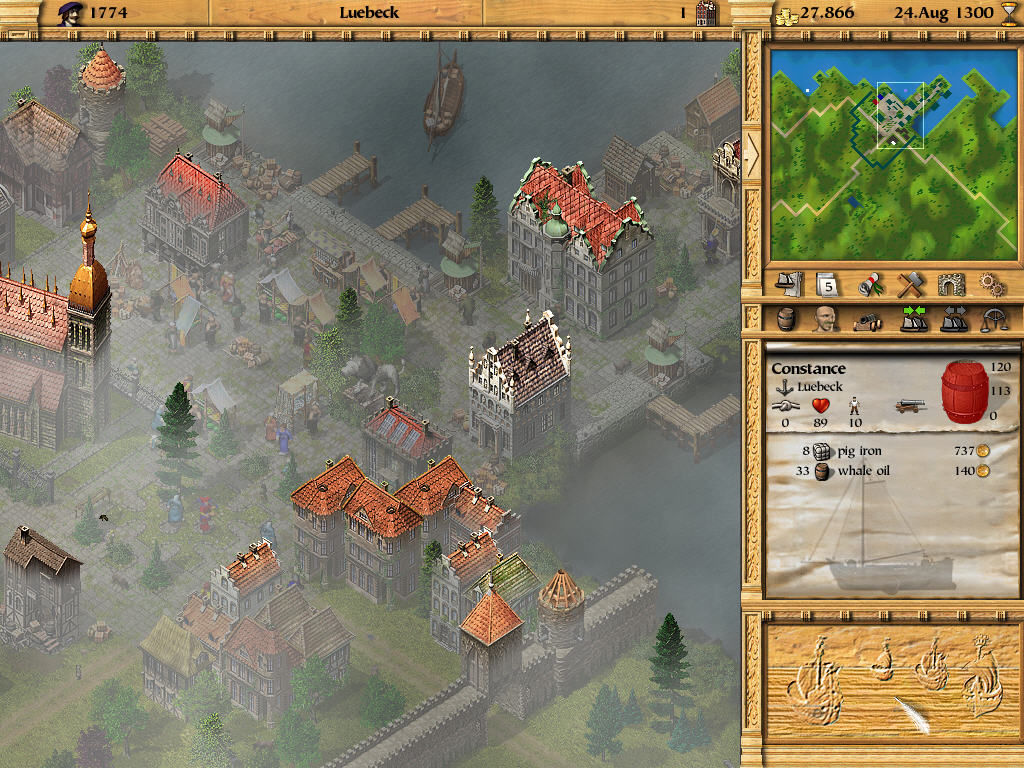 1774 Luebeck 1 27.866 24.Aug 1300
5
Constance 120
Luebeck 113
0 89 10 0
8 pig iron 737
33 whale oil 140